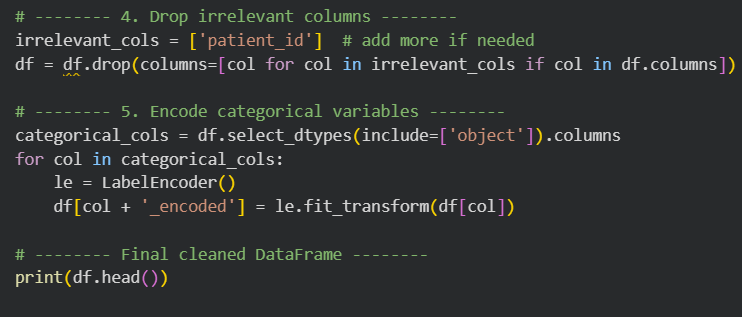 # -------- 4. Drop irrelevant columns --------
irrelevant_cols = ['patient_id']  # add more if needed
df = df.drop(columns=[col for col in irrelevant_cols if col in df.columns])

# -------- 5. Encode categorical variables --------
categorical_cols = df.select_dtypes(include=['object']).columns
for col in categorical_cols:
    le = LabelEncoder()
    df[col + '_encoded'] = le.fit_transform(df[col])

# -------- Final cleaned DataFrame --------
print(df.head())